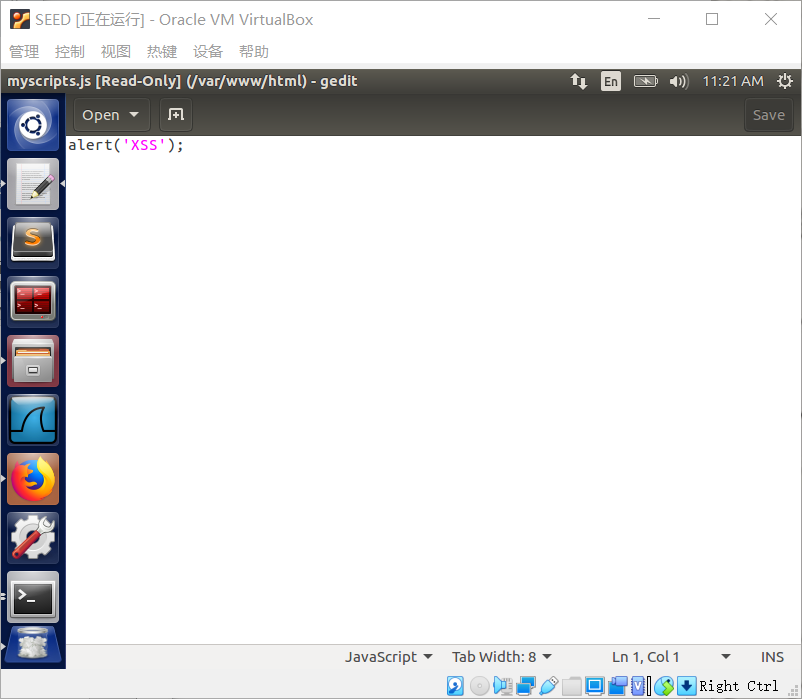 SEED [正在运行] - Oracle VM VirtualBox
管理 控制 视图 热键 设备 帮助
myscripts.js [Read-Only] (/var/www/html) - gedit En 11:21 AM
Open Save
alert('XSS');
JavaScript Tab Width: 8 Ln 1, Col 1 INS
Right Ctrl